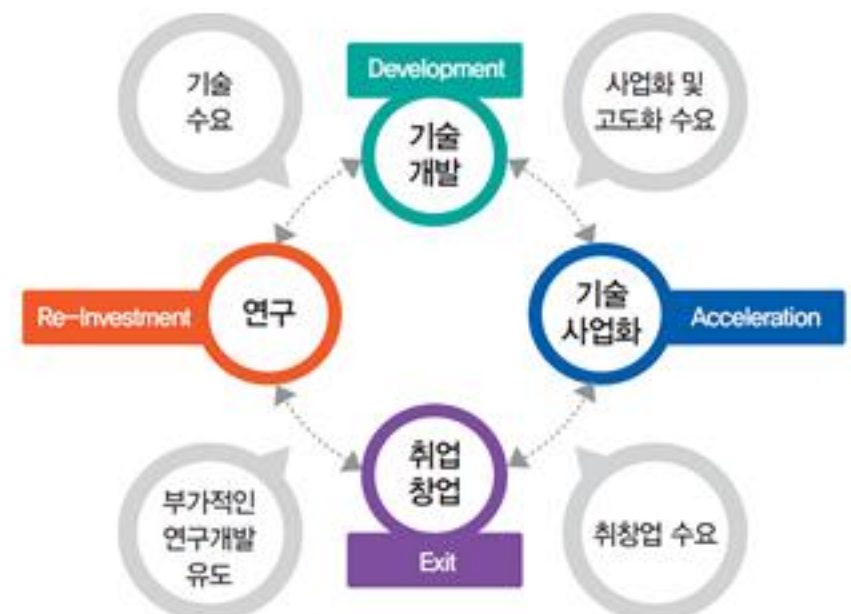 기술
수요
Development
기술
개발
사업화 및
고도화 수요
Re-Investment
연구
기술
사업화
Acceleration
부가적인
연구개발
유도
취업
창업
Exit
취창업 수요